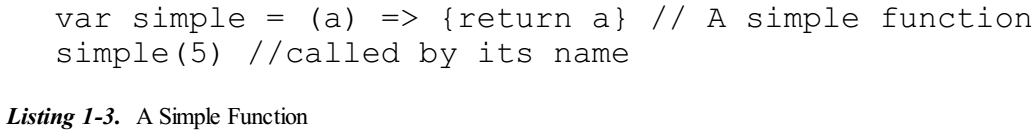 var simple = (a) => {return a} // A simple function
simple(5) //called by its name
Listing 1-3. A Simple Function